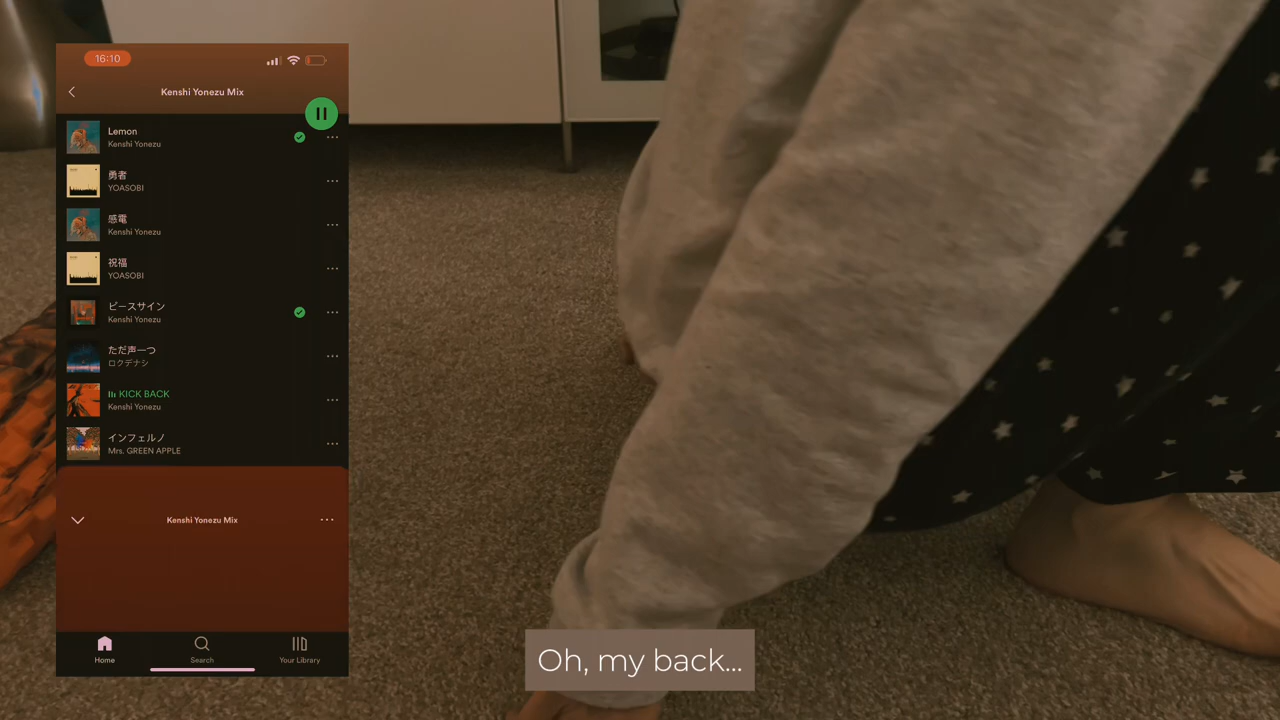 16:10
Kenshi Yonezu Mix
Lemon
Kenshi Yonezu
勇者
YOASOBI
感電
Kenshi Yonezu
祝福
YOASOBI
ピースサイン
Kenshi Yonezu
ただ声一つ
ロクデナシ
KICK BACK
Kenshi Yonezu
インフェルノ
Mrs. GREEN APPLE
Kenshi Yonezu Mix
Home
Search
Your Library
Oh, my back...